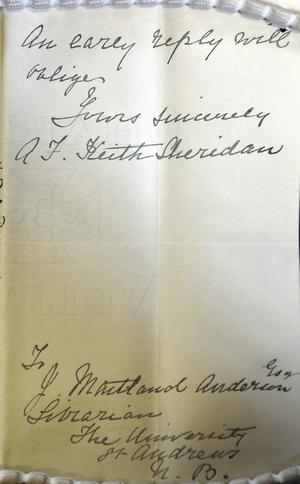 An early reply will
oblige
Yours sincerely
A F. Keith Sheridan
To
J. Maitland Anderson Esq
Librarian
The University
St Andrews
N. B.